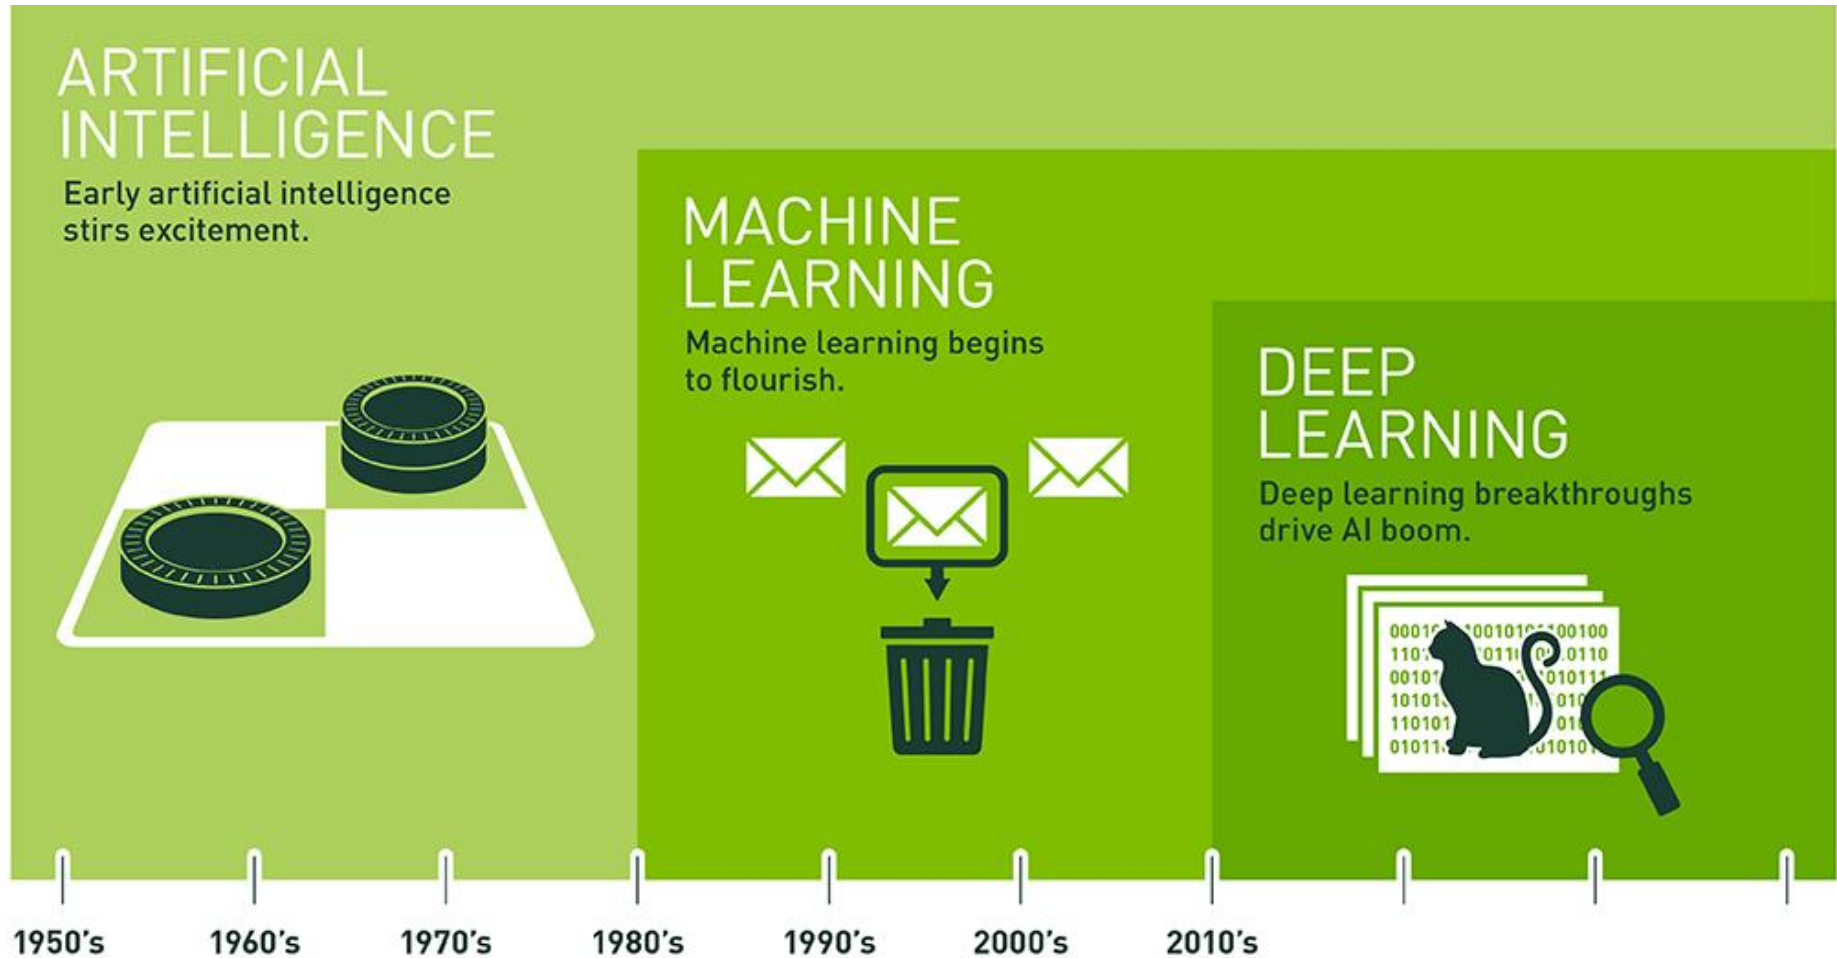 ARTIFICIAL
INTELLIGENCE
Early artificial intelligence
stirs excitement.
MACHINE
LEARNING
Machine learning begins
to flourish.
DEEP
LEARNING
Deep learning breakthroughs
drive AI boom.
1950's
1960's
1970's
1980's
1990's
2000's
2010's